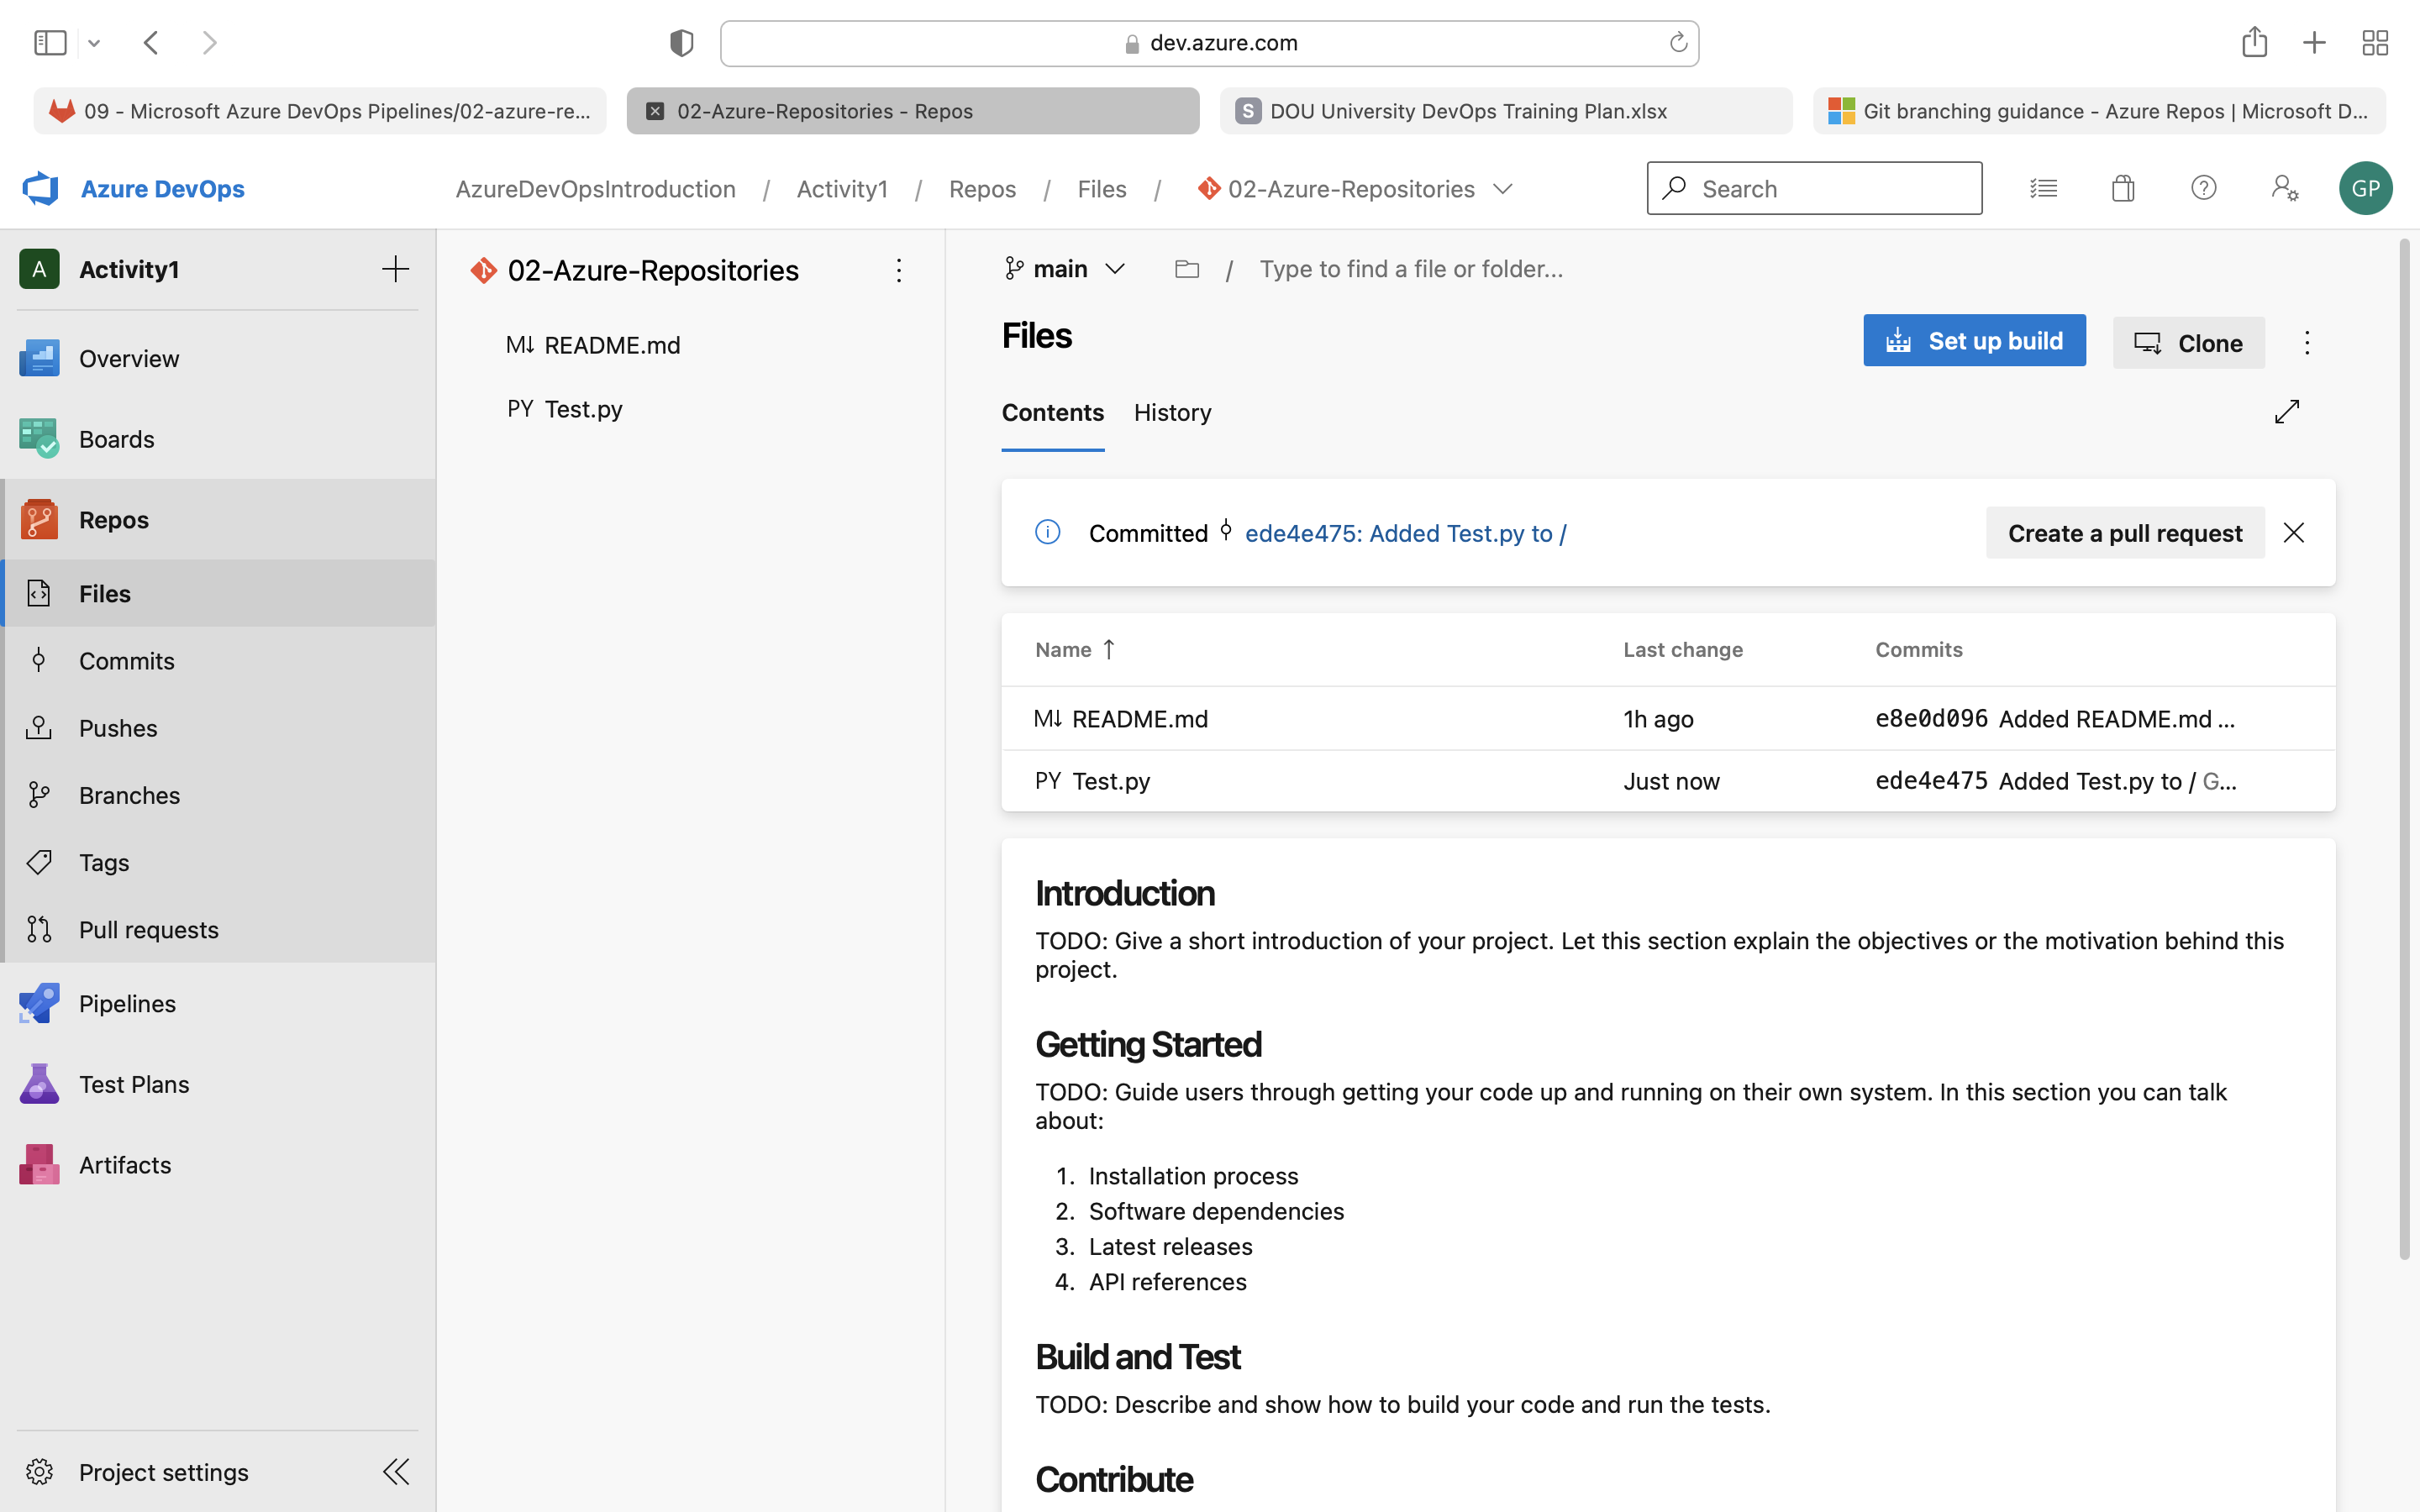 dev.azure.com
09 - Microsoft Azure DevOps Pipelines/02-azure-re...
02-Azure-Repositories - Repos
S DOU University DevOps Training Plan.xlsx
Git branching guidance - Azure Repos | Microsoft D...
Azure DevOps
AzureDevOpsIntroduction / Activity1 / Repos / Files / 02-Azure-Repositories
Search
GP
A Activity1
Overview
Boards
Repos
Files
Commits
Pushes
Branches
Tags
Pull requests
Pipelines
Test Plans
Artifacts
Project settings
02-Azure-Repositories
M↓ README.md
PY Test.py
main / Type to find a file or folder...
Files
Set up build
Clone
Contents History
Committed ede4e475: Added Test.py to /
Create a pull request
Name ↑ Last change Commits
M↓ README.md 1h ago e8e0d096 Added README.md ...
PY Test.py Just now ede4e475 Added Test.py to / G...
Introduction
TODO: Give a short introduction of your project. Let this section explain the objectives or the motivation behind this
project.
Getting Started
TODO: Guide users through getting your code up and running on their own system. In this section you can talk
about:
1. Installation process
2. Software dependencies
3. Latest releases
4. API references
Build and Test
TODO: Describe and show how to build your code and run the tests.
Contribute